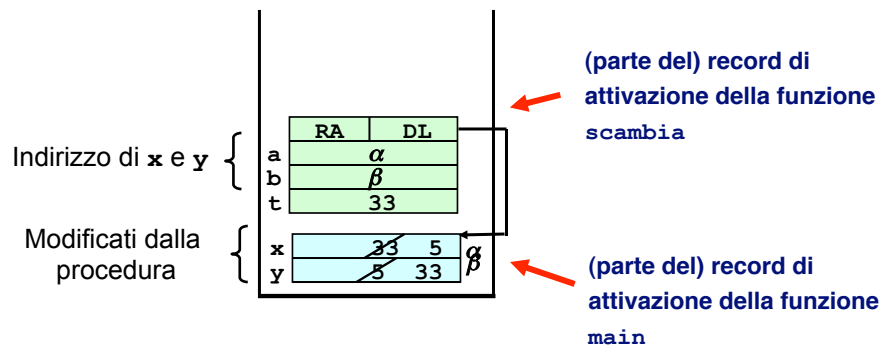 (parte del) record di
attivazione della funzione
scambia
RA DL
Indirizzo di x e y
a α
b β
t 33
Modificati dalla
procedura
x 33 5 α
y 5 33 β
(parte del) record di
attivazione della funzione
main